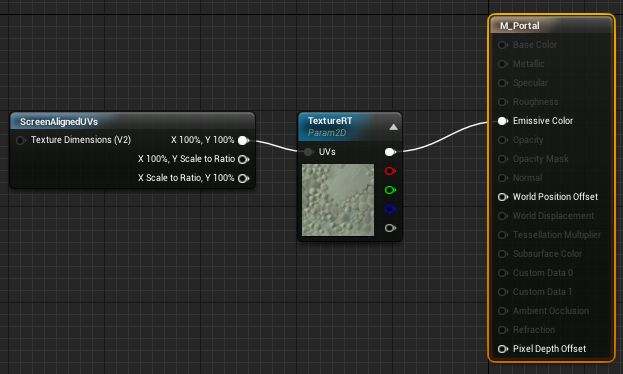 ScreenAlignedUVs
Texture Dimensions (V2)
X 100%, Y 100%
X 100%, Y Scale to Ratio
X Scale to Ratio, Y 100%
TextureRT
Param2D
UVs
M_Portal
Base Color
Metallic
Specular
Roughness
Emissive Color
Opacity
Opacity Mask
Normal
World Position Offset
World Displacement
Tessellation Multiplier
Subsurface Color
Custom Data 0
Custom Data 1
Ambient Occlusion
Refraction
Pixel Depth Offset